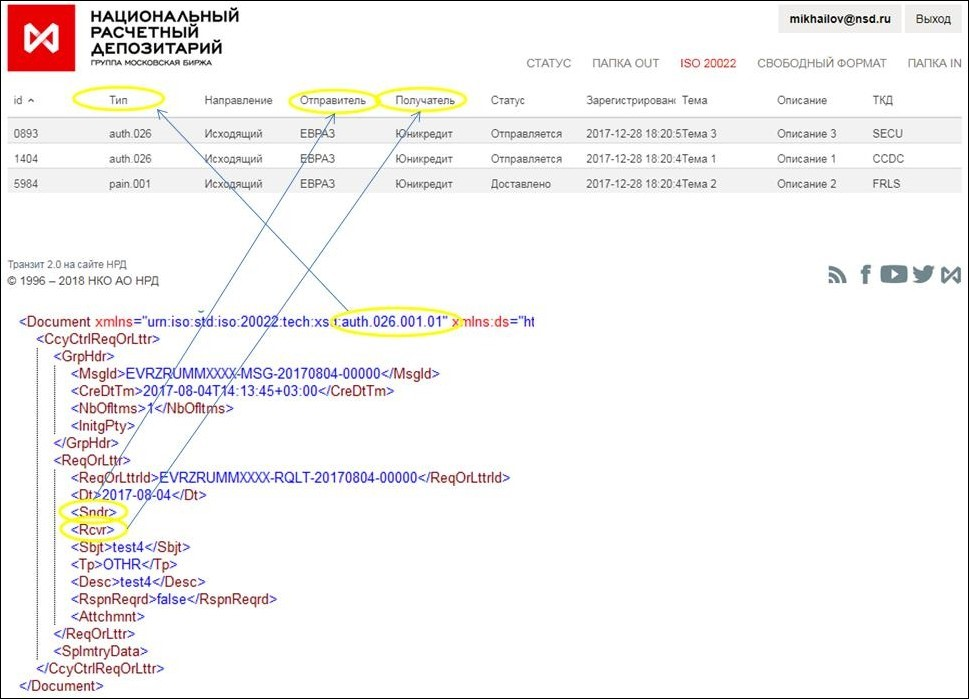 НАЦИОНАЛЬНЫЙ
РАСЧЕТНЫЙ
ДЕПОЗИТАРИЙ
ГРУППА МОСКОВСКАЯ БИРЖА
mikhailov@nsd.ru Выход
СТАТУС ПАПКА OUT ISO 20022 СВОБОДНЫЙ ФОРМАТ ПАПКА IN
id Тип Направление Отправитель Получатель Статус Зарегистрировано Тема Описание ТКД
0893 auth.026 Исходящий ЕВРАЗ Юникредит Отправляется 2017-12-28 18:20:5 Тема 3 Описание 3 SECU
1404 auth.026 Исходящий ЕВРАЗ Юникредит Отправляется 2017-12-28 18:20:4 Тема 1 Описание 1 CCDC
5984 pain.001 Исходящий ЕВРАЗ Юникредит Доставлено 2017-12-28 18:20:4 Тема 2 Описание 2 FRLS
Транзит 2.0 на сайте НРД
© 1996 – 2018 НКО АО НРД
<Document xmlns="urn:iso:std:iso:20022:tech:xsd:auth.026.001.01" xmlns:ds="ht
<CcyCtrlReqOrLttr>
<GrpHdr>
<MsgId>EVRZRUMMXXXX-MSG-20170804-00000</MsgId>
<CreDtTm>2017-08-04T14:13:45+03:00</CreDtTm>
<NbOfItms>1</NbOfItms>
<InitgPty>
</GrpHdr>
<ReqOrLttr>
<ReqOrLttrId>EVRZRUMMXXXX-RQLT-20170804-00000</ReqOrLttrId>
<Dt>2017-08-04</Dt>
<Sndr>
<Rcvr>
<Sbjt>test4</Sbjt>
<Tp>OTHR</Tp>
<Desc>test4</Desc>
<RspnReqrd>false</RspnReqrd>
<Attchmnt>
</ReqOrLttr>
<SplmtryData>
</CcyCtrlReqOrLttr>
</Document>